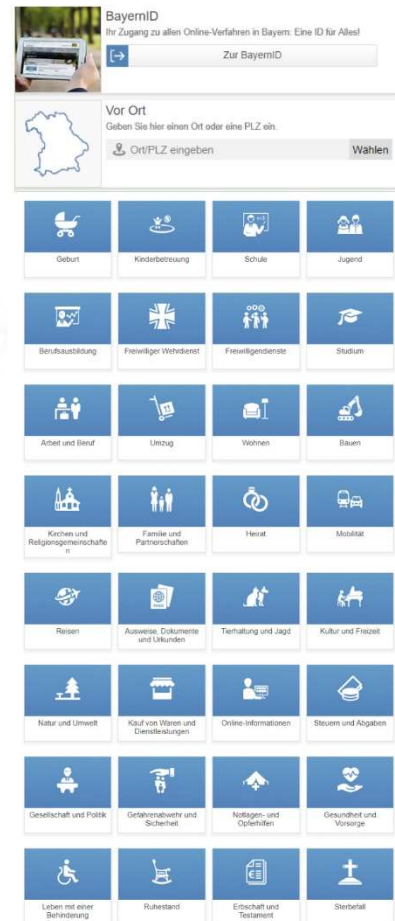 BayernID
Ihr Zugang zu allen Online-Verfahren in Bayern: Eine ID für Alles!
Zur BayernID
Vor Ort
Geben Sie hier einen Ort oder eine PLZ ein.
Ort/PLZ eingeben
Wählen
Geburt
Kinderbetreuung
Schule
Jugend
Berufsausbildung
Freiwilliger Wehrdienst
Freiwilligendienste
Studium
Arbeit und Beruf
Umzug
Wohnen
Bauen
Kirchen und
Religionsgemeinschafte
n
Familie und
Partnerschaften
Heirat
Mobilität
Reisen
Ausweise, Dokumente
und Urkunden
Tierhaltung und Jagd
Kultur und Freizeit
Natur und Umwelt
Kauf von Waren und
Dienstleistungen
Online-Informationen
Steuern und Abgaben
Gesellschaft und Politik
Gefahrenabwehr und
Sicherheit
Notlagen- und
Opferhilfen
Gesundheit und
Vorsorge
Leben mit einer
Behinderung
Ruhestand
Erbschaft und
Testament
Sterbefall